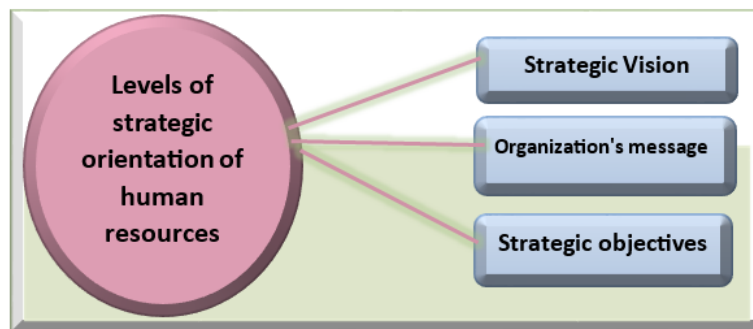 Levels of
strategic
orientation of
human
resources
Strategic Vision
Organization's message
Strategic objectives